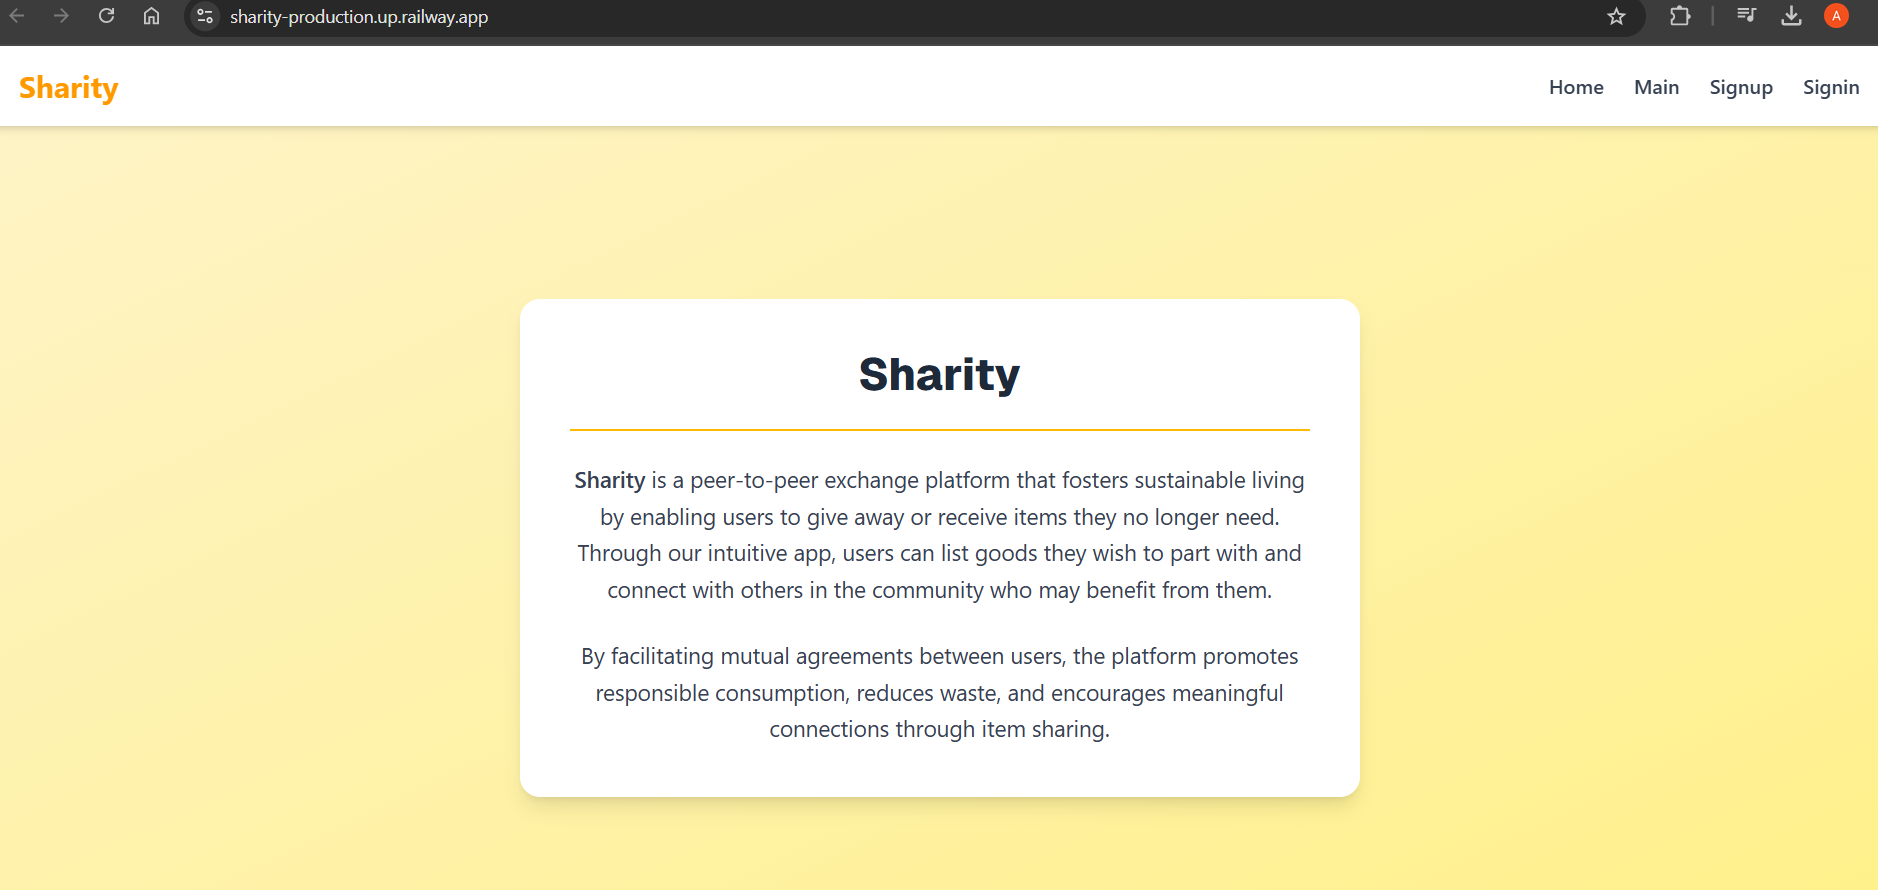 sharity-production.up.railway.app
A
Sharity
Home Main Signup Signin
Sharity
Sharity is a peer-to-peer exchange platform that fosters sustainable living
by enabling users to give away or receive items they no longer need.
Through our intuitive app, users can list goods they wish to part with and
connect with others in the community who may benefit from them.
By facilitating mutual agreements between users, the platform promotes
responsible consumption, reduces waste, and encourages meaningful
connections through item sharing.